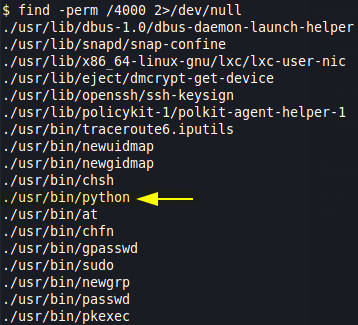 $ find -perm /4000 2>/dev/null
./usr/lib/dbus-1.0/dbus-daemon-launch-helper
./usr/lib/snapd/snap-confine
./usr/lib/x86_64-linux-gnu/lxc/lxc-user-nic
./usr/lib/eject/dmcrypt-get-device
./usr/lib/openssh/ssh-keysign
./usr/lib/policykit-1/polkit-agent-helper-1
./usr/bin/traceroute6.iputils
./usr/bin/newuidmap
./usr/bin/newgidmap
./usr/bin/chsh
./usr/bin/python
./usr/bin/at
./usr/bin/chfn
./usr/bin/gpasswd
./usr/bin/sudo
./usr/bin/newgrp
./usr/bin/passwd
./usr/bin/pkexec